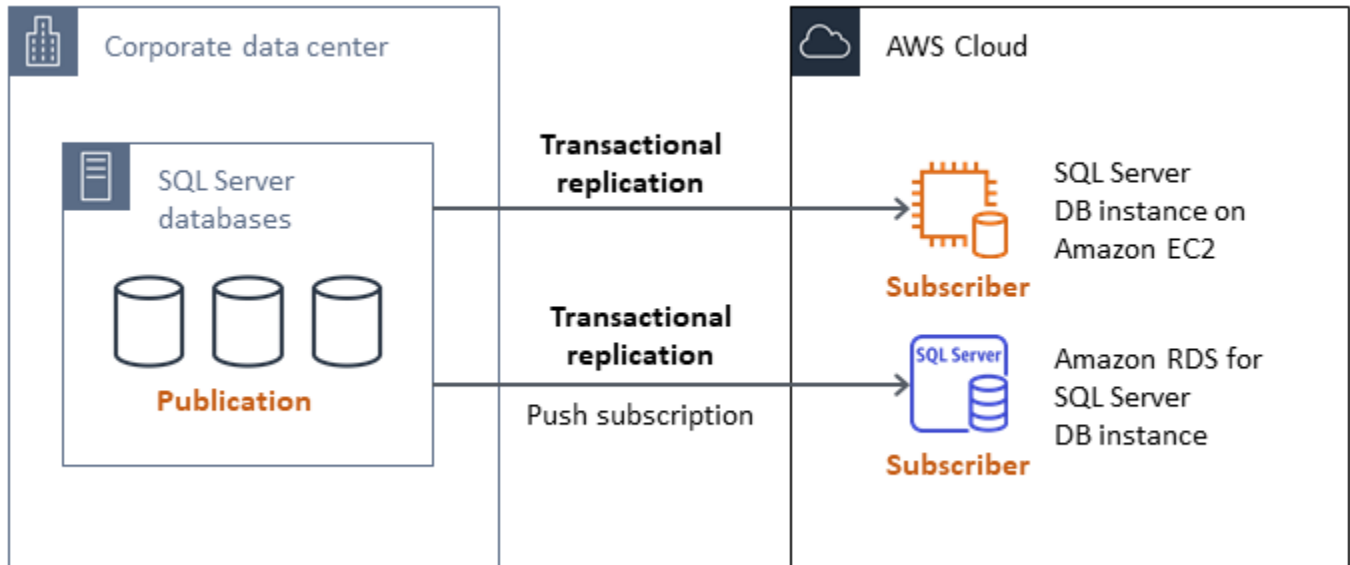 Corporate data center
AWS Cloud
SQL Server
databases
Publication
Transactional
replication
Transactional
replication
Push subscription
SQL Server
DB instance on
Amazon EC2
Subscriber
SQL Server
Amazon RDS for
SQL Server
DB instance
Subscriber